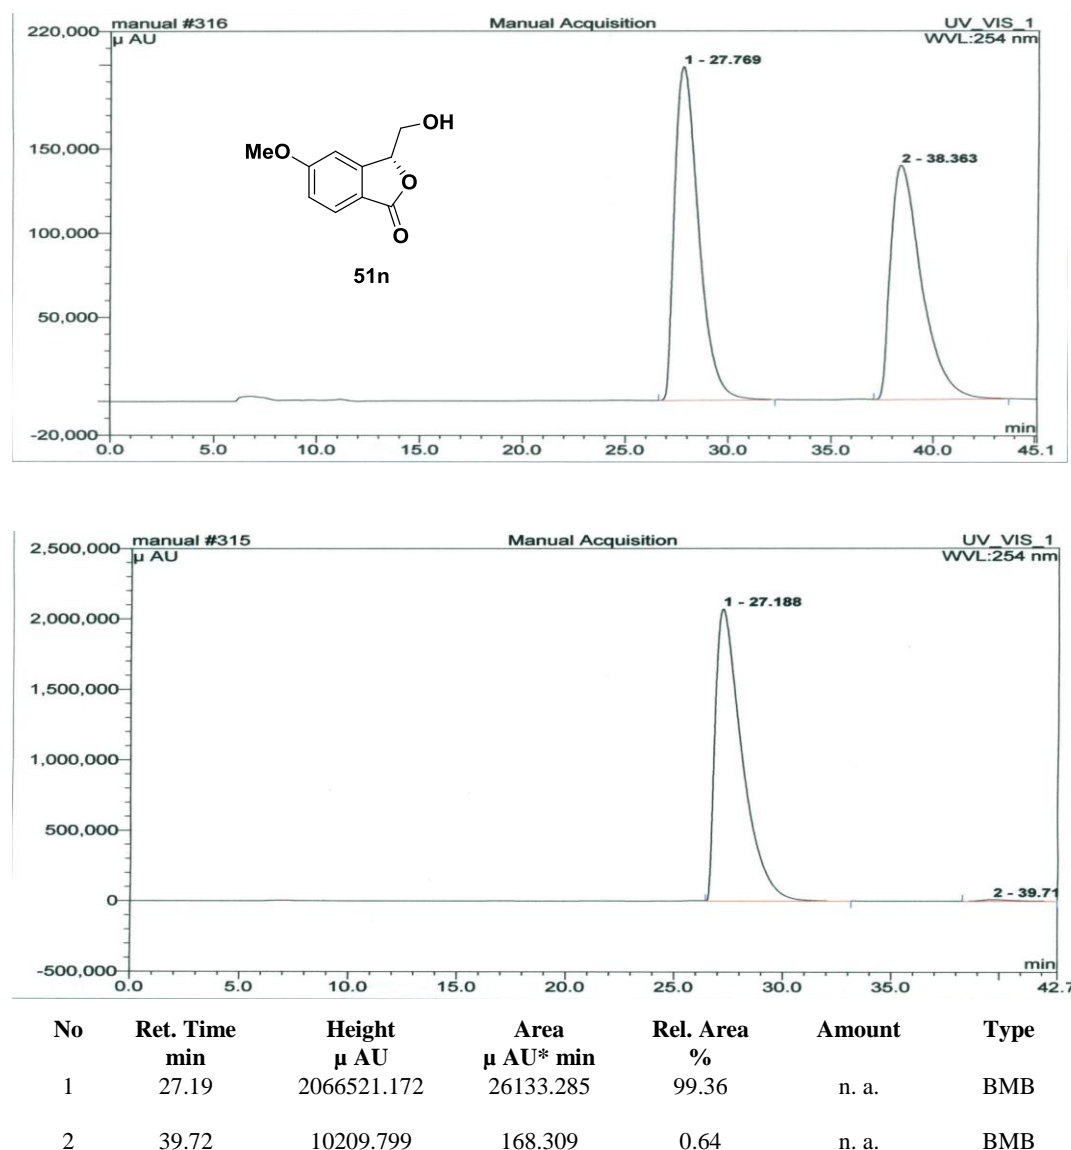 manual #316 Manual Acquisition UV_VIS_1
µ AU WVL:254 nm
220,000
150,000
100,000
50,000
-20,000
1 - 27.769
2 - 38.363
OH
MeO
O
O
51n
min
0.0 5.0 10.0 15.0 20.0 25.0 30.0 35.0 40.0 45.1
manual #315 Manual Acquisition UV_VIS_1
µ AU WVL:254 nm
2,500,000
2,000,000
1,500,000
1,000,000
500,000
0
-500,000
1 - 27.188
2 - 39.71
min
0.0 5.0 10.0 15.0 20.0 25.0 30.0 35.0 42.7
No Ret. Time Height Area Rel. Area Amount Type
min µ AU µ AU* min %
1 27.19 2066521.172 26133.285 99.36 n. a. BMB
2 39.72 10209.799 168.309 0.64 n. a. BMB